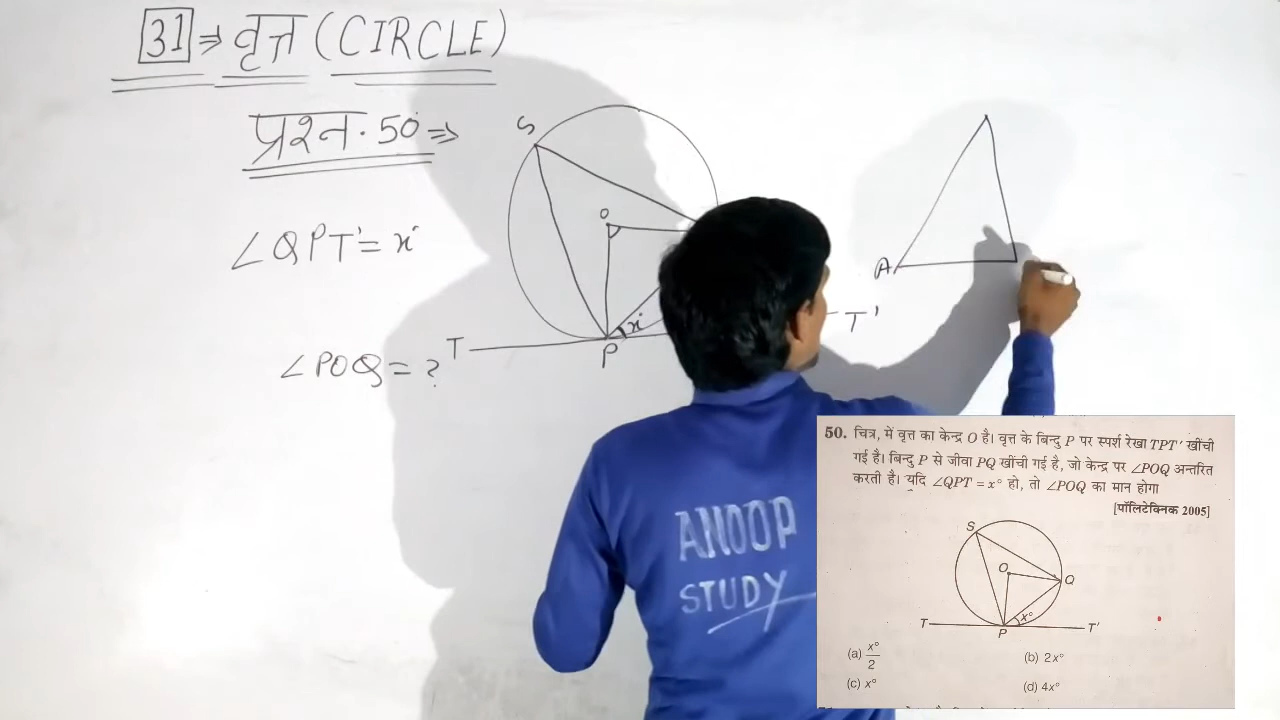 31 ⇒ वृत्त (CIRCLE)
प्रश्न. 50 ⇒
∠QPT' = x°
∠POQ = ?
S
O
x°
T
P
T'
A
ANOOP
STUDY
50. चित्र, में वृत्त का केन्द्र O है। वृत्त के बिन्दु P पर स्पर्श रेखा TPT' खींची
गई है। बिन्दु P से जीवा PQ खींची गई है, जो केन्द्र पर ∠POQ अन्तरित
करती है। यदि ∠QPT = x° हो, तो ∠POQ का मान होगा
[पॉलिटेक्निक 2005]
S
O
Q
x°
T
P
T'
(a) x°/2
(b) 2x°
(c) x°
(d) 4x°